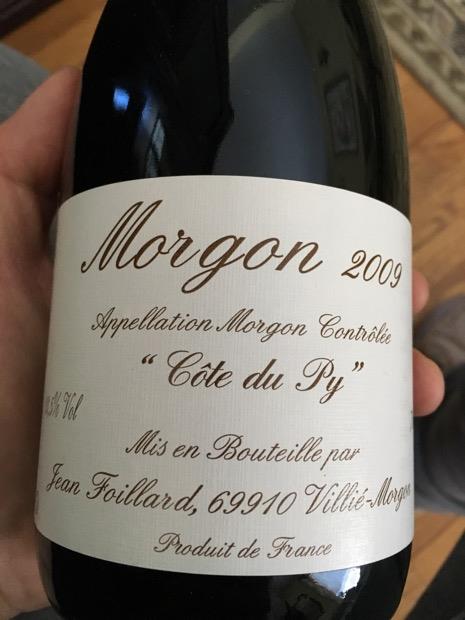 Morgon 2009
Appellation Morgon Contrôlée
"Côte du Py"
% Vol
Mis en Bouteille par
Jean Foillard, 69910 Villié-Morgon
Produit de France